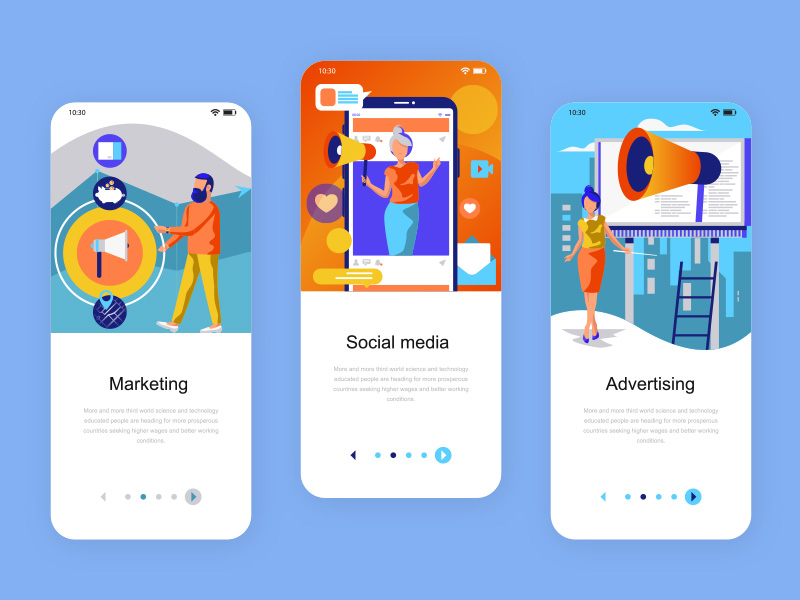 10:30
Marketing
More and more third world science and technology
educated people are heading for more prosperous
countries seeking higher wages and better working
conditions.
10:30
Social media
More and more third world science and technology
educated people are heading for more prosperous
countries seeking higher wages and better working
conditions.
10:30
Advertising
More and more third world science and technology
educated people are heading for more prosperous
countries seeking higher wages and better working
conditions.